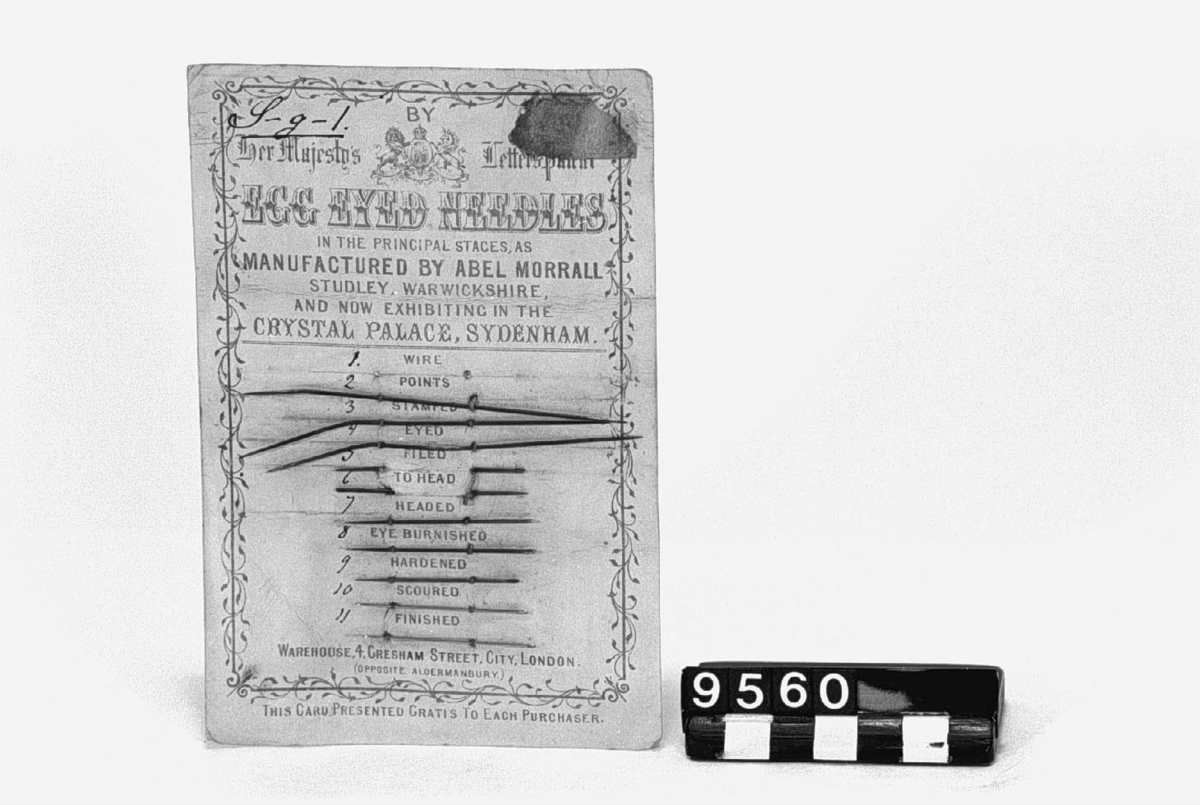 S-g-1.
BY
Her Majesty's Letters patent
EGG EYED NEEDLES
IN THE PRINCIPAL STAGES, AS
MANUFACTURED BY ABEL MORRALL
STUDLEY, WARWICKSHIRE,
AND NOW EXHIBITING IN THE
CRYSTAL PALACE, SYDENHAM.
1. WIRE
2 POINTS
3 STAMPED
4 EYED
5 FILED
6 TO HEAD
7 HEADED
8 EYE BURNISHED
9 HARDENED
10 SCOURED
11 FINISHED
WAREHOUSE, 4, GRESHAM STREET, CITY, LONDON.
(OPPOSITE ALDERMANBURY)
THIS CARD PRESENTED GRATIS TO EACH PURCHASER.
9560